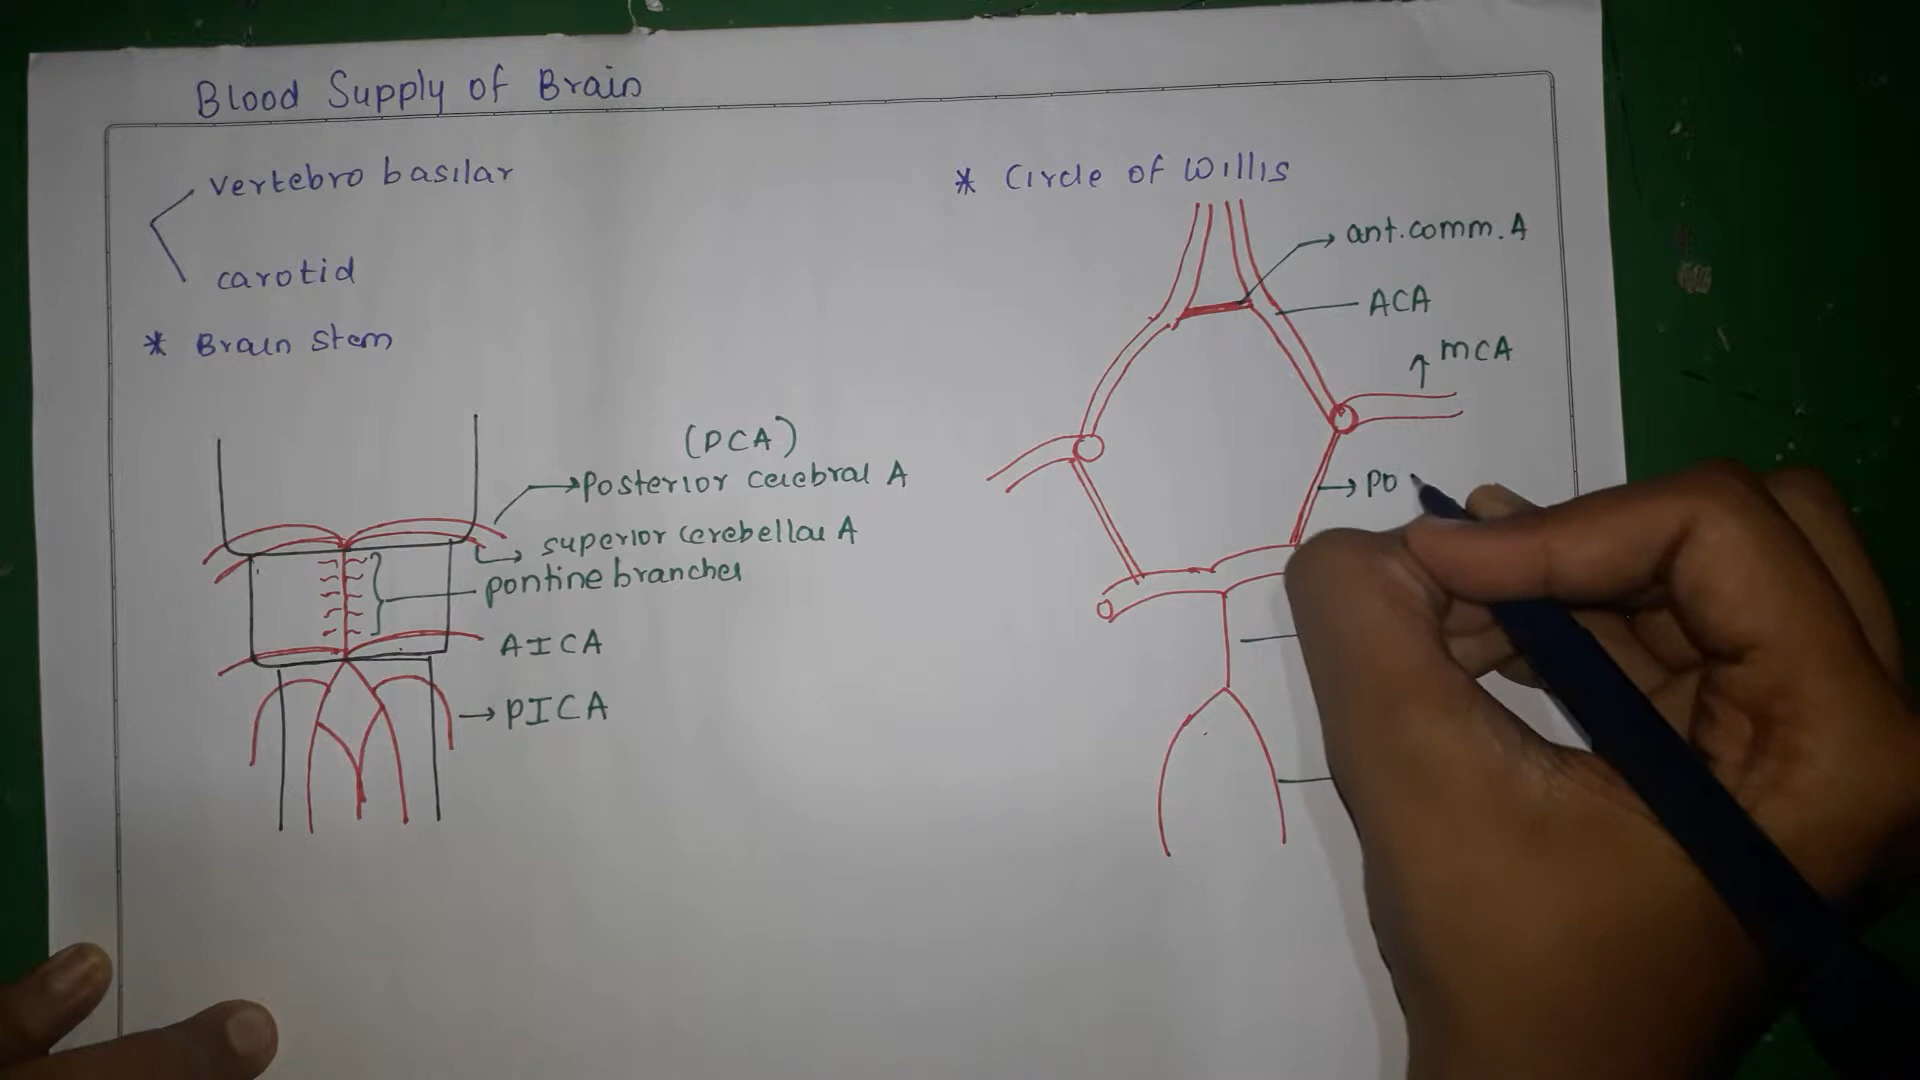 Blood Supply of Brain
vertebro basilar
carotid
* Brain stem
(PCA)
Posterior cerebral A
superior cerebellar A
pontine branches
AICA
PICA
* Circle of Willis
ant.comm.A
ACA
MCA
PO